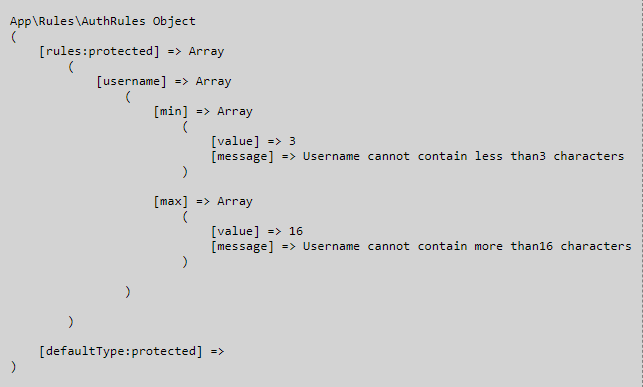 App\Rules\AuthRules Object
(
    [rules:protected] => Array
        (
            [username] => Array
                (
                    [min] => Array
                        (
                            [value] => 3
                            [message] => Username cannot contain less than3 characters
                        )

                    [max] => Array
                        (
                            [value] => 16
                            [message] => Username cannot contain more than16 characters
                        )

                )

        )

    [defaultType:protected] =>
)